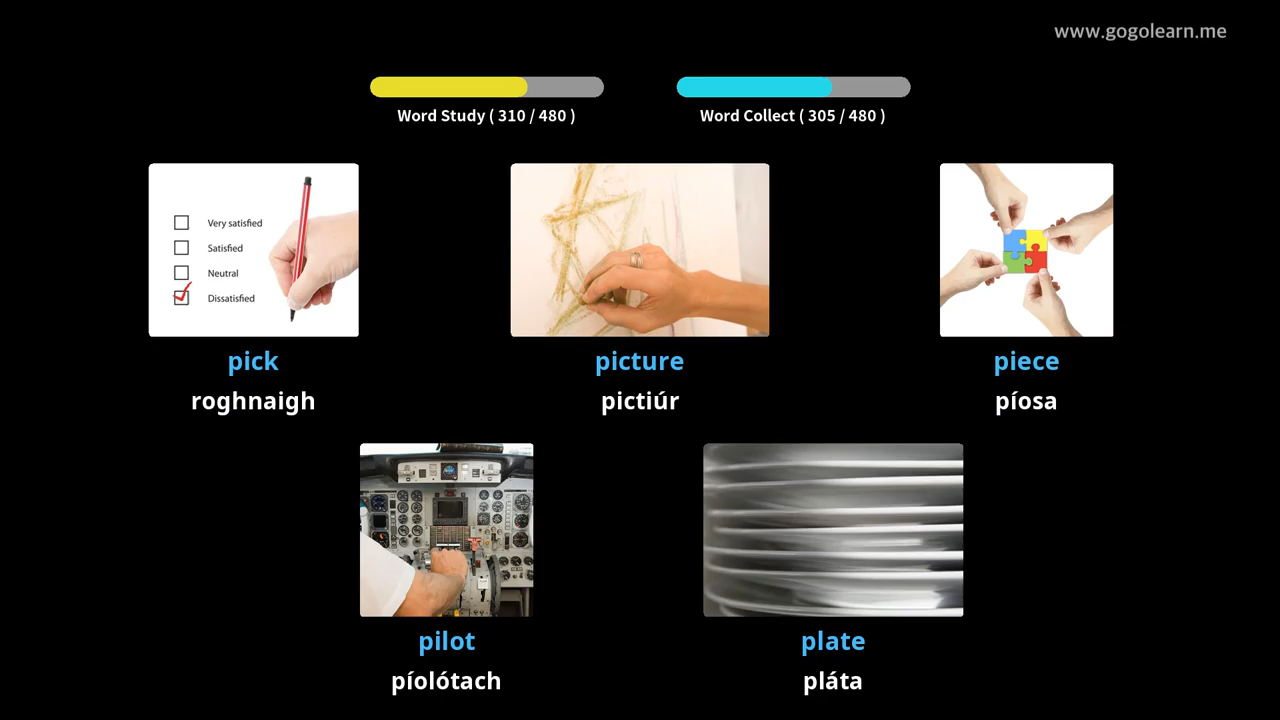 www.gogolearn.me
Word Study ( 310 / 480 )
Word Collect ( 305 / 480 )
Very satisfied
Satisfied
Neutral
Dissatisfied
pick
roghnaigh
picture
pictiúr
piece
píosa
pilot
píolótach
plate
pláta